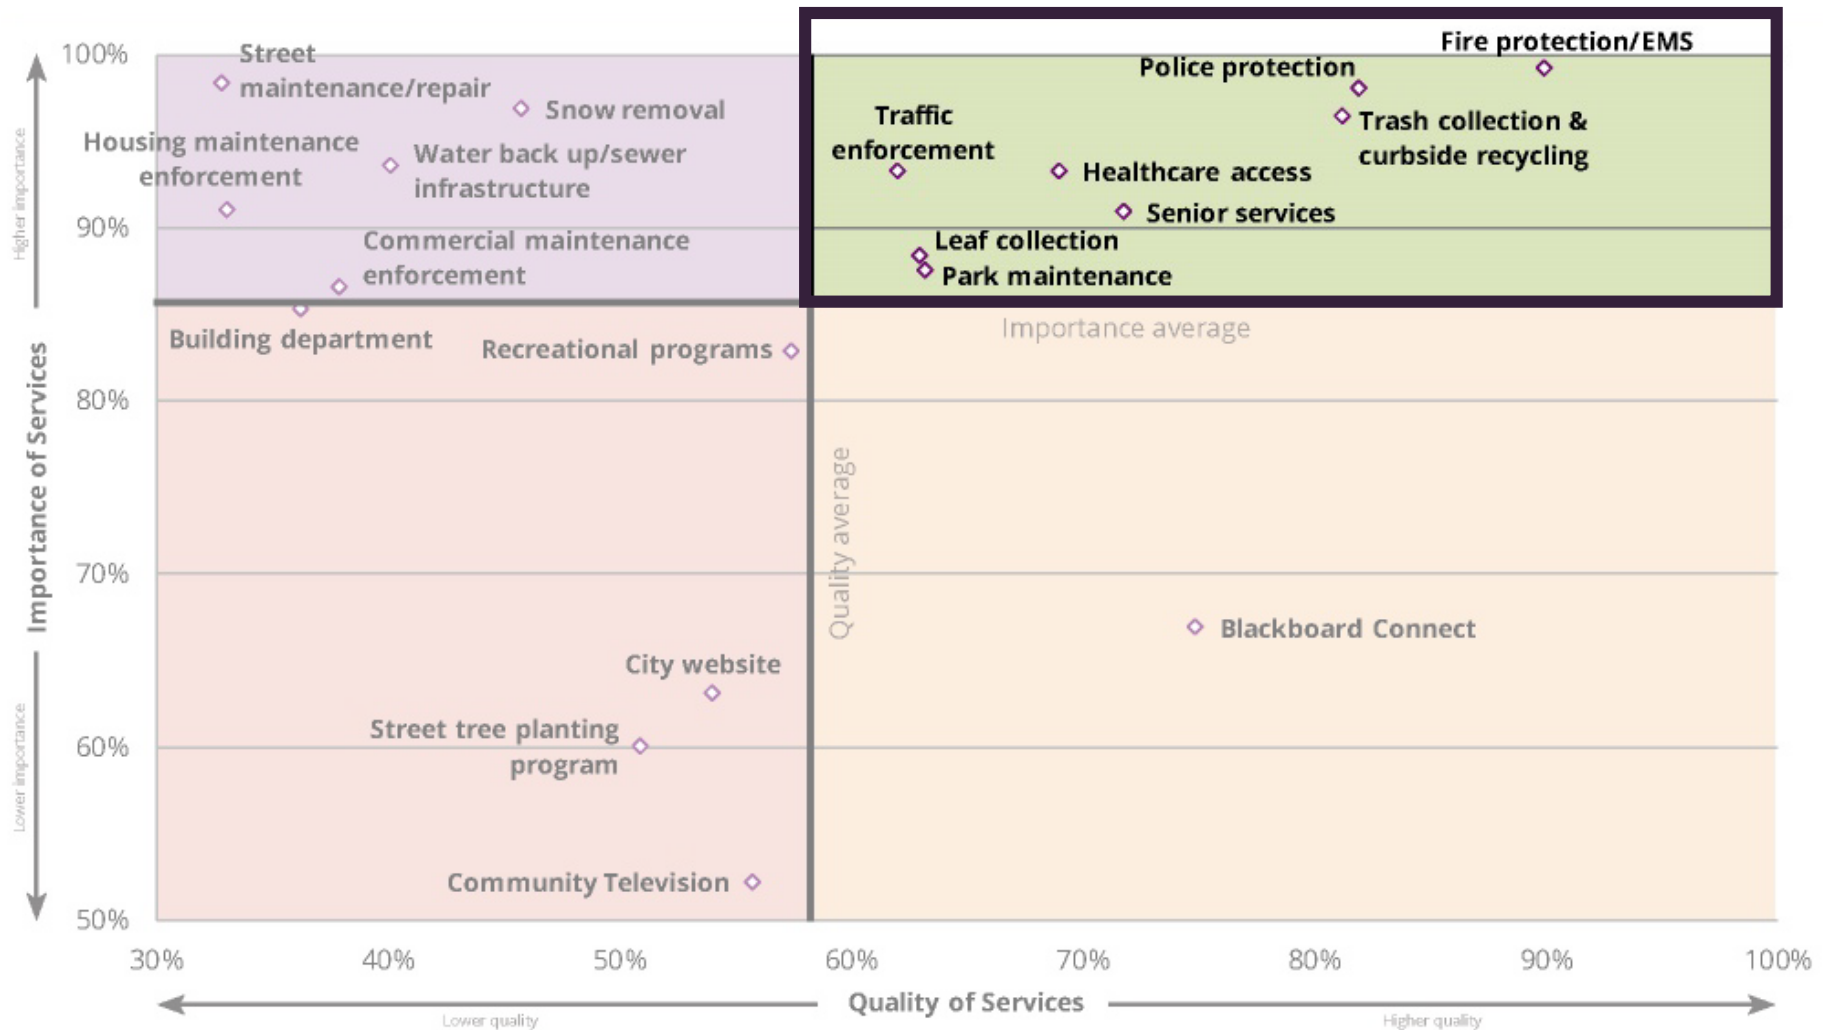 Fire protection/EMS
100%
Street
maintenance/repair
Police protection
Snow removal
Traffic
enforcement
Trash collection &
curbside recycling
Housing maintenance
enforcement
Water back up/sewer
infrastructure
Healthcare access
Senior services
Higher importance
90%
Commercial maintenance
enforcement
Leaf collection
Park maintenance
Building department
Recreational programs
Importance average
Importance of Services
80%
Quality average
70%
Blackboard Connect
City website
Street tree planting
program
60%
Lower importance
Community Television
50%
30%
40%
50%
60%
70%
80%
90%
100%
Quality of Services
Lower quality
Higher quality